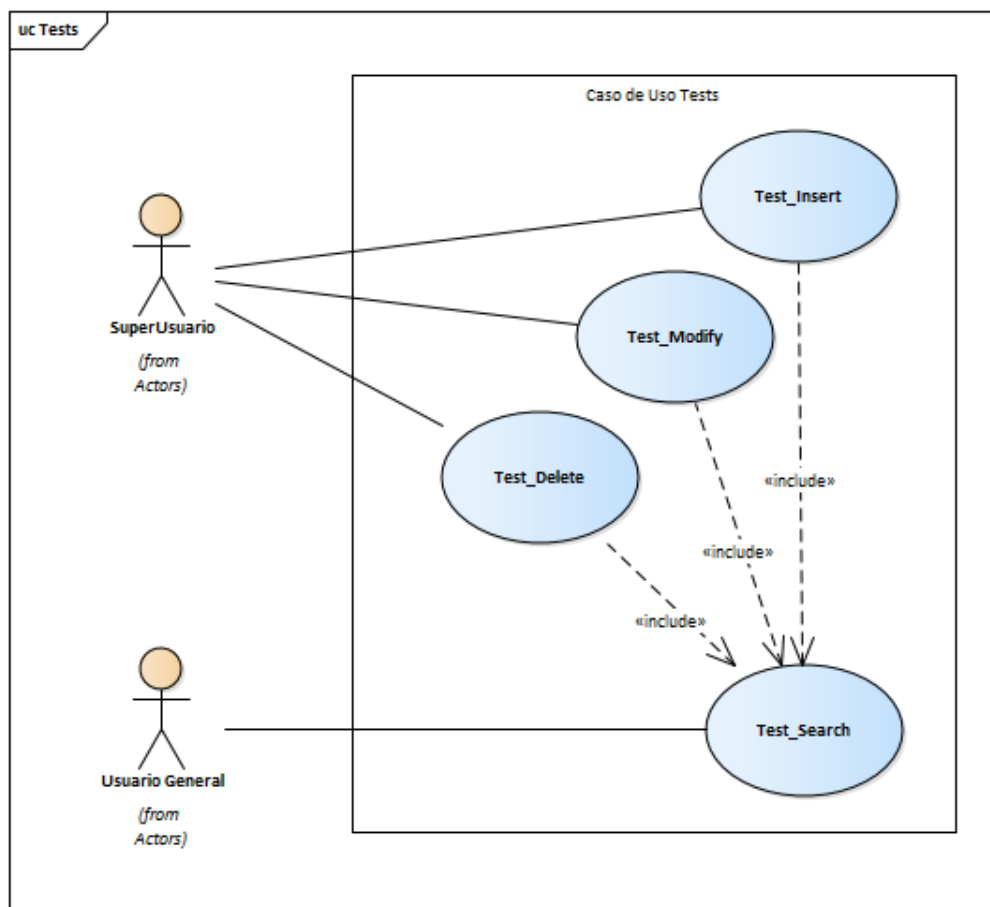 uc Tests
Caso de Uso Tests
Test_Insert
SuperUsuario
(from
Actors)
Test_Modify
Test_Delete
«include»
«include»
«include»
Usuario General
(from
Actors)
Test_Search